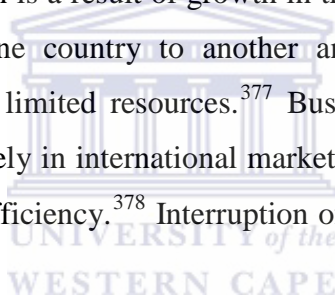 is a result of growth in
ne country to another an
limited resources.377 Bus
ely in international market
fficiency.378 Interruption o
UNIVERSITY of the
WESTERN CAPE